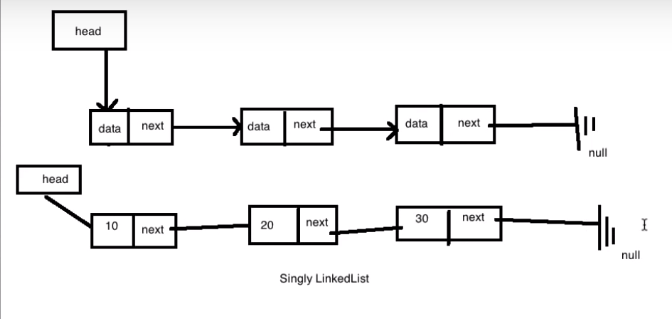 head
data next data next data next
null
head
10 next 20 next 30 next
null
Singly LinkedList